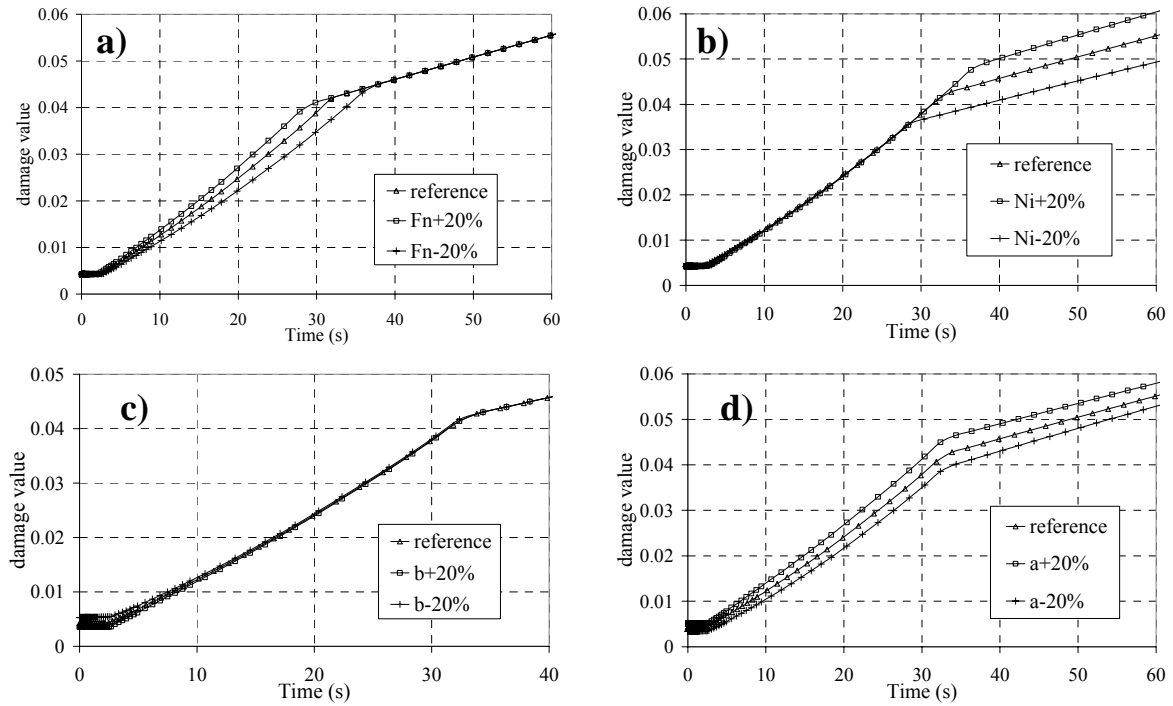 a)
0.06
0.05
0.04
0.03
0.02
0.01
0
damage value
0 10 20 30 40 50 60
Time (s)
reference
Fn+20%
Fn-20%
b)
0.06
0.05
0.04
0.03
0.02
0.01
0
damage value
0 10 20 30 40 50 60
Time (s)
reference
Ni+20%
Ni-20%
c)
0.05
0.04
0.03
0.02
0.01
0
damage value
0 10 20 30 40
Time (s)
reference
b+20%
b-20%
d)
0.06
0.05
0.04
0.03
0.02
0.01
0
damage value
0 10 20 30 40 50 60
Time (s)
reference
a+20%
a-20%